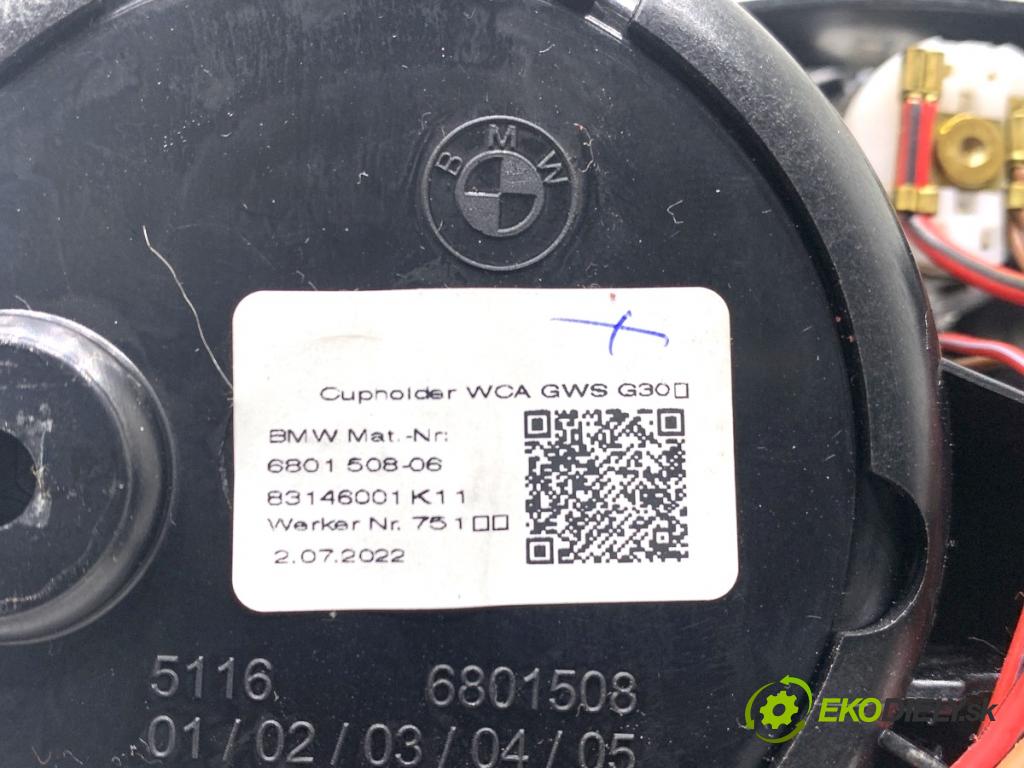 BMW
Cupholder WCA GWS G30□
BMW Mat.-Nr:
6801 508-06
83146001K11
Werker Nr. 751□□
2.07.2022
5116 6801508
01/02/03/04/05
EKODIELY.sk